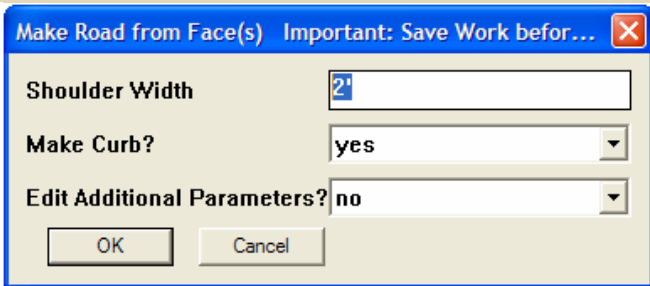 Make Road from Face(s) Important: Save Work befor...
Shoulder Width 2'
Make Curb? yes
Edit Additional Parameters? no
OK Cancel